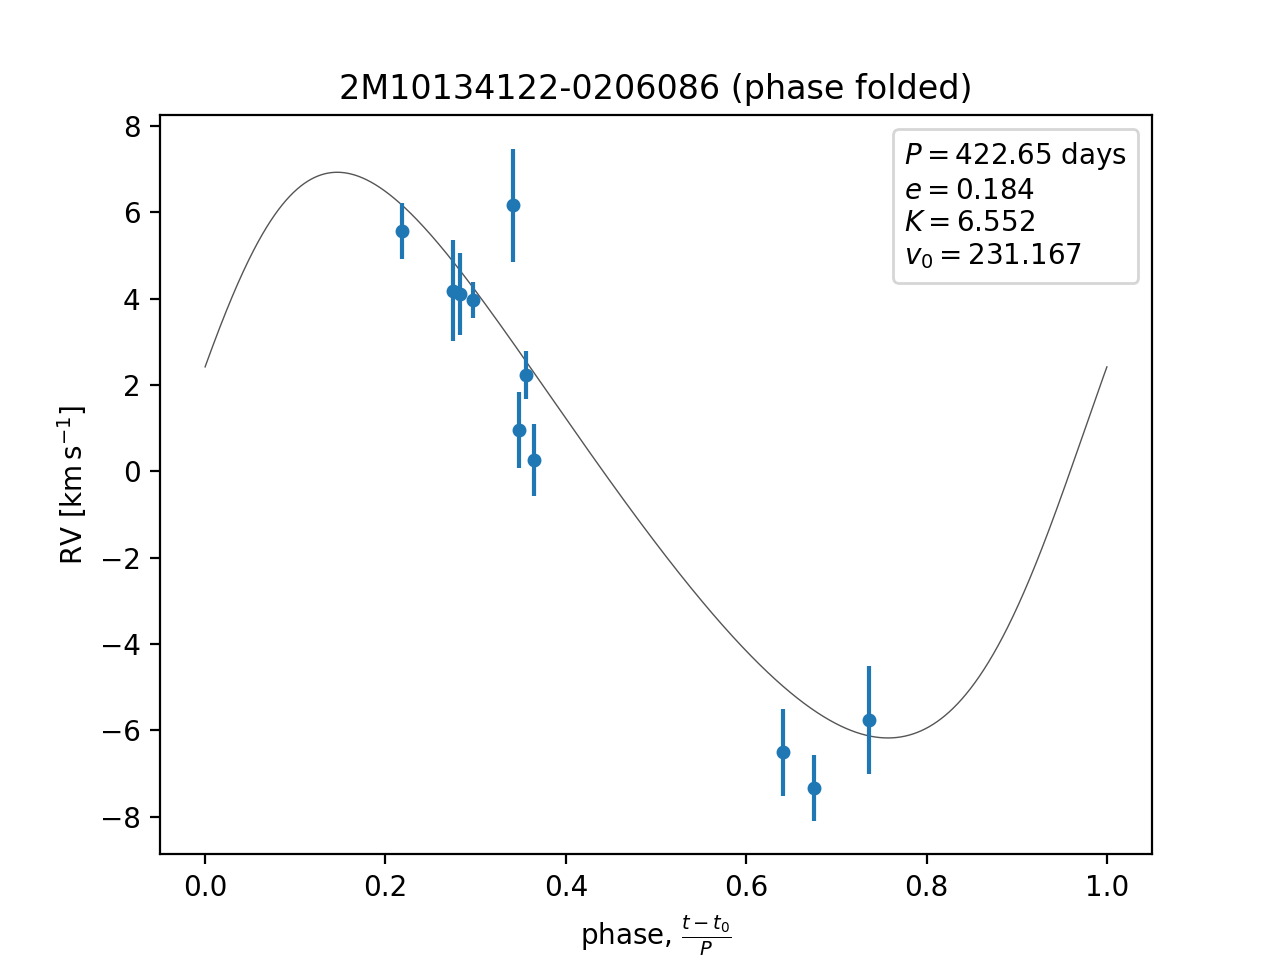 2M10134122-0206086 (phase folded)
P = 422.65 days
e = 0.184
K = 6.552
v₀ = 231.167
8
6
4
2
0
−2
−4
−6
−8
RV [km s⁻¹]
0.0 0.2 0.4 0.6 0.8 1.0
phase, (t − t₀)/P